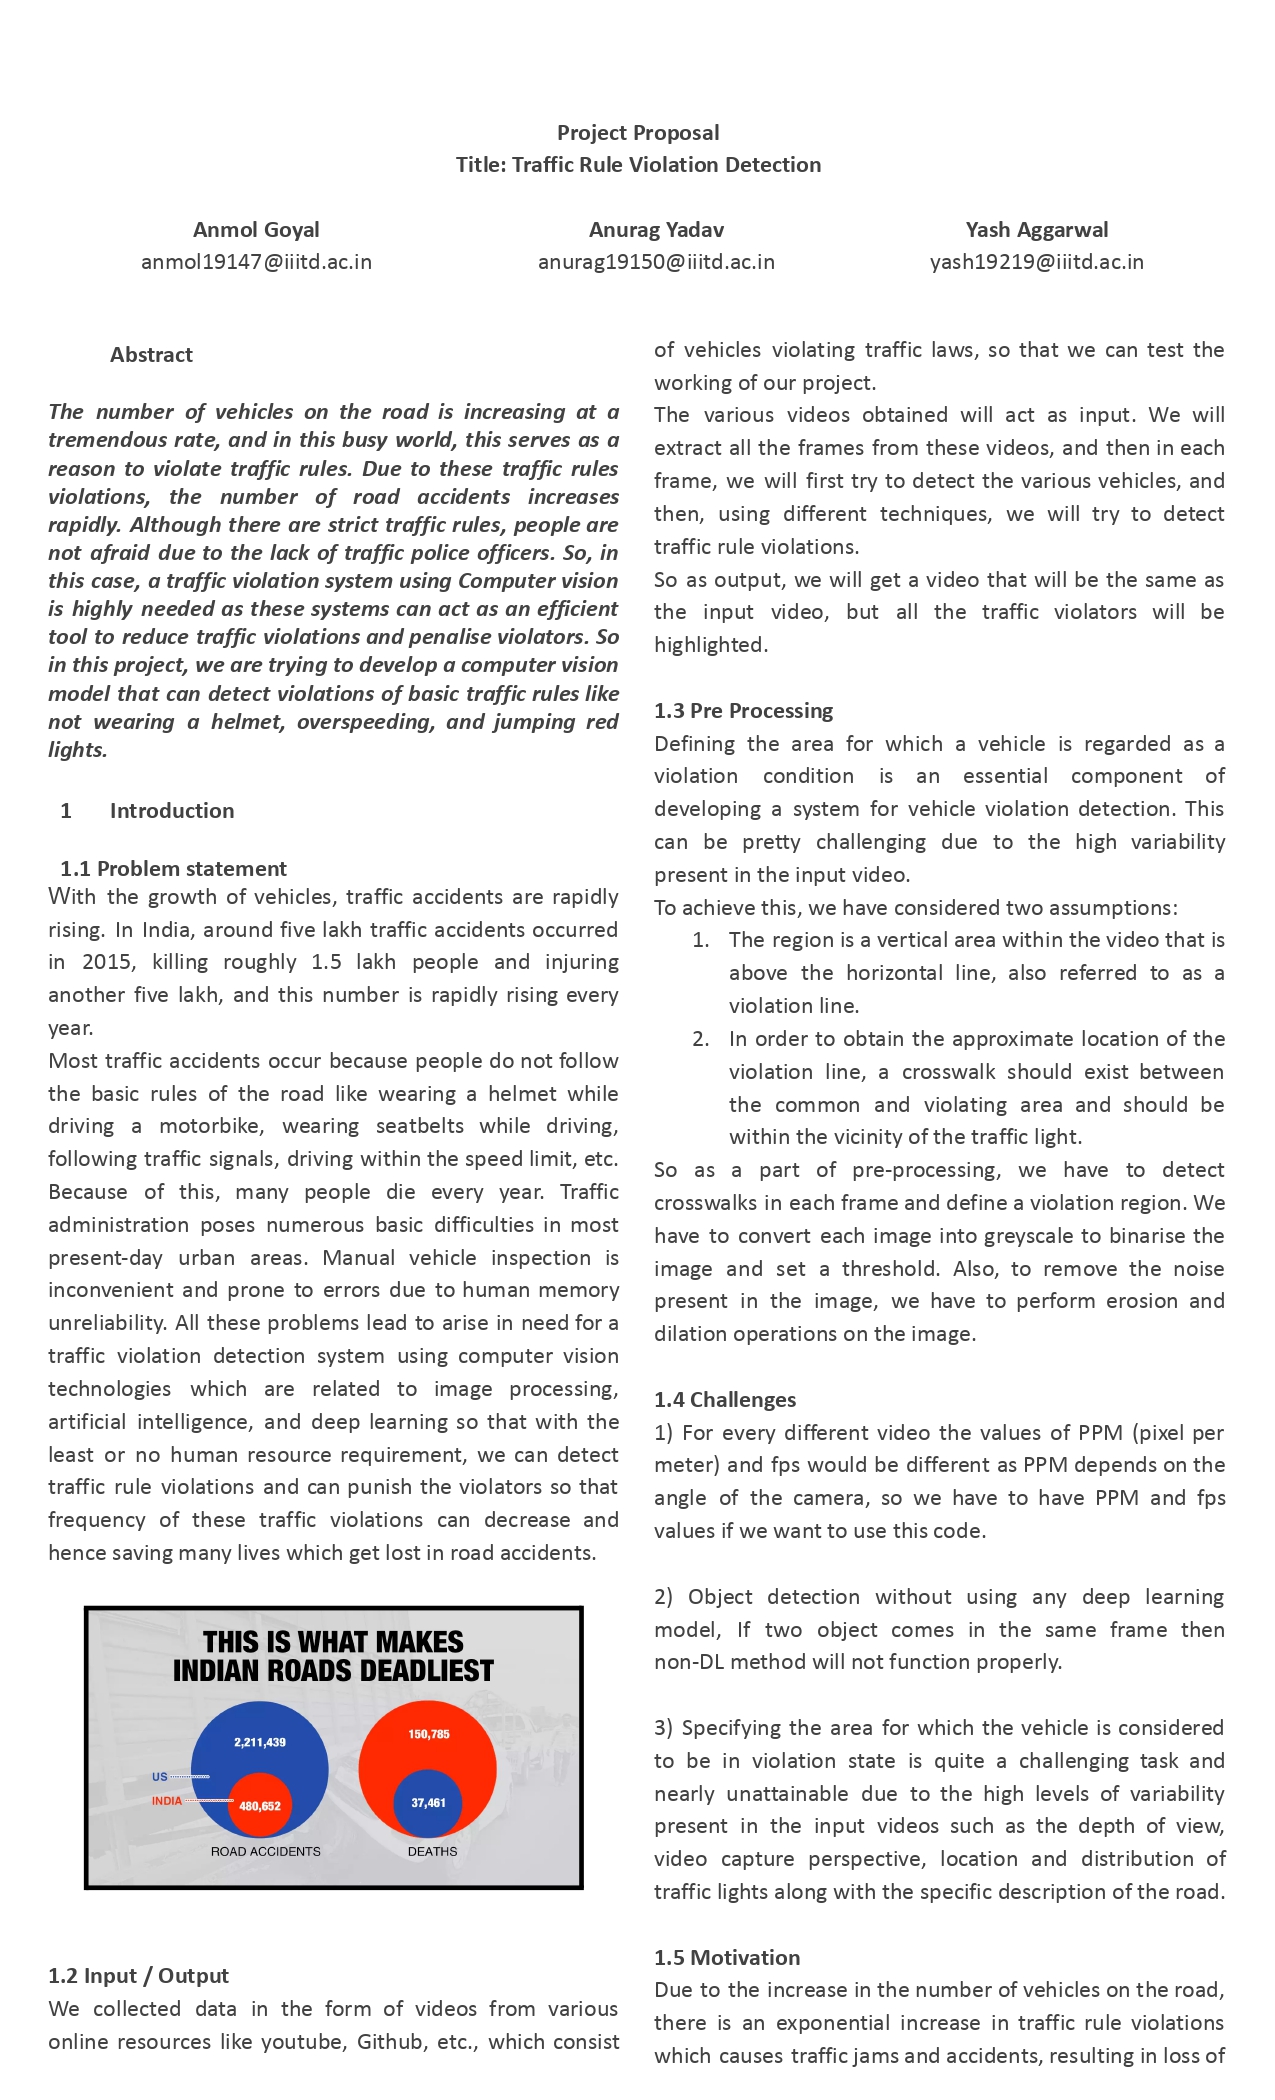 Project Proposal
Title: Traffic Rule Violation Detection
Anmol Goyal
anmol19147@iiitd.ac.in
Anurag Yadav
anurag19150@iiitd.ac.in
Yash Aggarwal
yash19219@iiitd.ac.in
Abstract
The number of vehicles on the road is increasing at a
tremendous rate, and in this busy world, this serves as a
reason to violate traffic rules. Due to these traffic rules
violations, the number of road accidents increases
rapidly. Although there are strict traffic rules, people are
not afraid due to the lack of traffic police officers. So, in
this case, a traffic violation system using Computer vision
is highly needed as these systems can act as an efficient
tool to reduce traffic violations and penalise violators. So
in this project, we are trying to develop a computer vision
model that can detect violations of basic traffic rules like
not wearing a helmet, overspeeding, and jumping red
lights.
1 Introduction
1.1 Problem statement
With the growth of vehicles, traffic accidents are rapidly
rising. In India, around five lakh traffic accidents occurred
in 2015, killing roughly 1.5 lakh people and injuring
another five lakh, and this number is rapidly rising every
year.
Most traffic accidents occur because people do not follow
the basic rules of the road like wearing a helmet while
driving a motorbike, wearing seatbelts while driving,
following traffic signals, driving within the speed limit, etc.
Because of this, many people die every year. Traffic
administration poses numerous basic difficulties in most
present-day urban areas. Manual vehicle inspection is
inconvenient and prone to errors due to human memory
unreliability. All these problems lead to arise in need for a
traffic violation detection system using computer vision
technologies which are related to image processing,
artificial intelligence, and deep learning so that with the
least or no human resource requirement, we can detect
traffic rule violations and can punish the violators so that
frequency of these traffic violations can decrease and
hence saving many lives which get lost in road accidents.
THIS IS WHAT MAKES
INDIAN ROADS DEADLIEST
2,211,439
150,785
US
INDIA
480,652
37,461
ROAD ACCIDENTS
DEATHS
1.2 Input / Output
We collected data in the form of videos from various
online resources like youtube, Github, etc., which consist
of vehicles violating traffic laws, so that we can test the
working of our project.
The various videos obtained will act as input. We will
extract all the frames from these videos, and then in each
frame, we will first try to detect the various vehicles, and
then, using different techniques, we will try to detect
traffic rule violations.
So as output, we will get a video that will be the same as
the input video, but all the traffic violators will be
highlighted.
1.3 Pre Processing
Defining the area for which a vehicle is regarded as a
violation condition is an essential component of
developing a system for vehicle violation detection. This
can be pretty challenging due to the high variability
present in the input video.
To achieve this, we have considered two assumptions:
1. The region is a vertical area within the video that is
above the horizontal line, also referred to as a
violation line.
2. In order to obtain the approximate location of the
violation line, a crosswalk should exist between
the common and violating area and should be
within the vicinity of the traffic light.
So as a part of pre-processing, we have to detect
crosswalks in each frame and define a violation region. We
have to convert each image into greyscale to binarise the
image and set a threshold. Also, to remove the noise
present in the image, we have to perform erosion and
dilation operations on the image.
1.4 Challenges
1) For every different video the values of PPM (pixel per
meter) and fps would be different as PPM depends on the
angle of the camera, so we have to have PPM and fps
values if we want to use this code.
2) Object detection without using any deep learning
model, If two object comes in the same frame then
non-DL method will not function properly.
3) Specifying the area for which the vehicle is considered
to be in violation state is quite a challenging task and
nearly unattainable due to the high levels of variability
present in the input videos such as the depth of view,
video capture perspective, location and distribution of
traffic lights along with the specific description of the road.
1.5 Motivation
Due to the increase in the number of vehicles on the road,
there is an exponential increase in traffic rule violations
which causes traffic jams and accidents, resulting in loss of